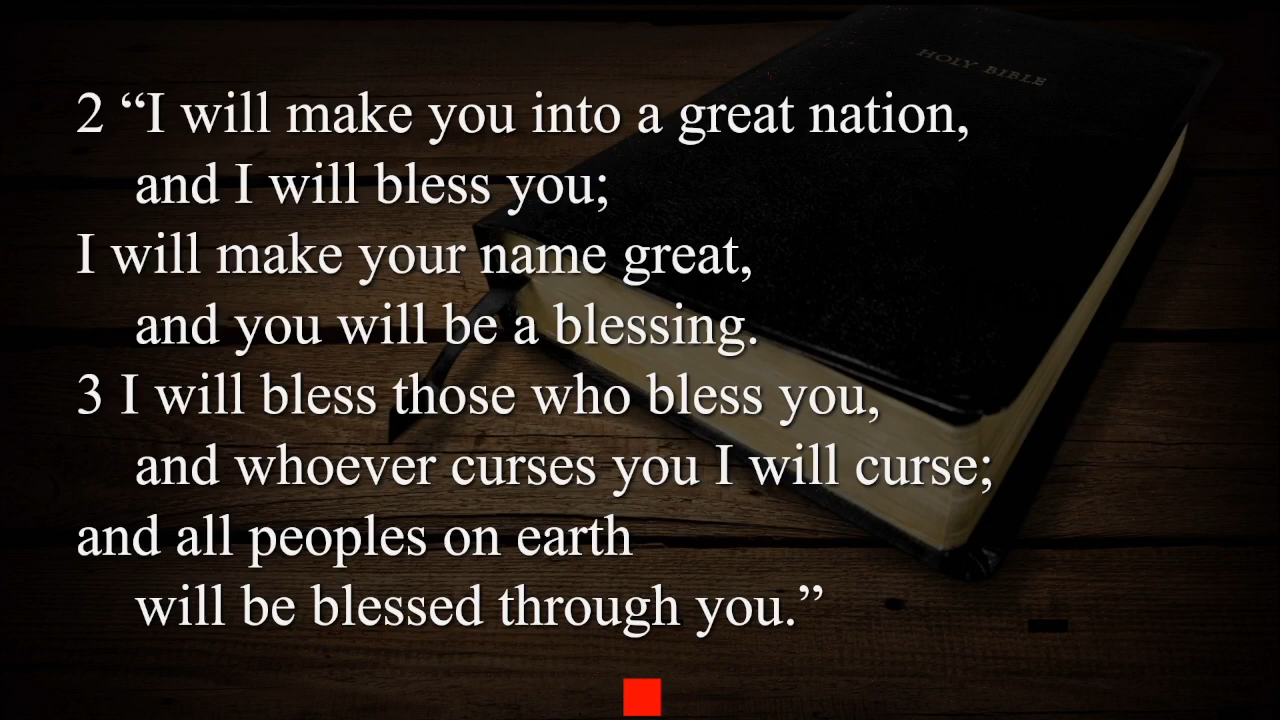 HOLY BIBLE
2 “I will make you into a great nation,
and I will bless you;
I will make your name great,
and you will be a blessing.
3 I will bless those who bless you,
and whoever curses you I will curse;
and all peoples on earth
will be blessed through you.”